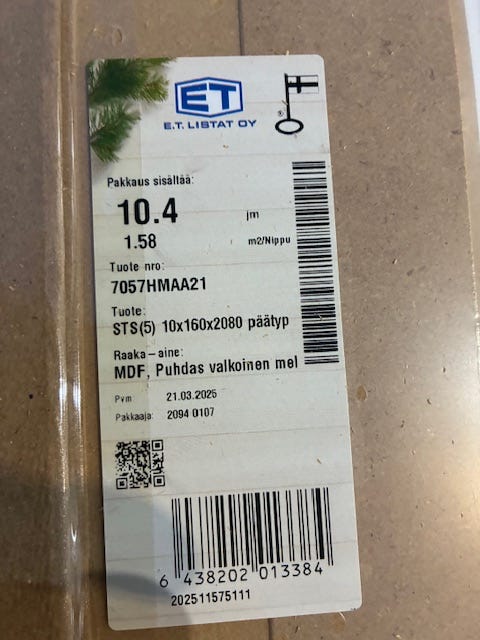 ET
E.T. LISTAT OY
®
Pakkaus sisältää:
10.4 jm
1.58 m2/Nippu
Tuote nro:
7057HMAA21
Tuote:
STS(5) 10x160x2080 päätyp
Raaka-aine:
MDF, Puhdas valkoinen mel
Pvm 21.03.2025
Pakkaaja: 2094 0107
6 438202 013384
202511575111